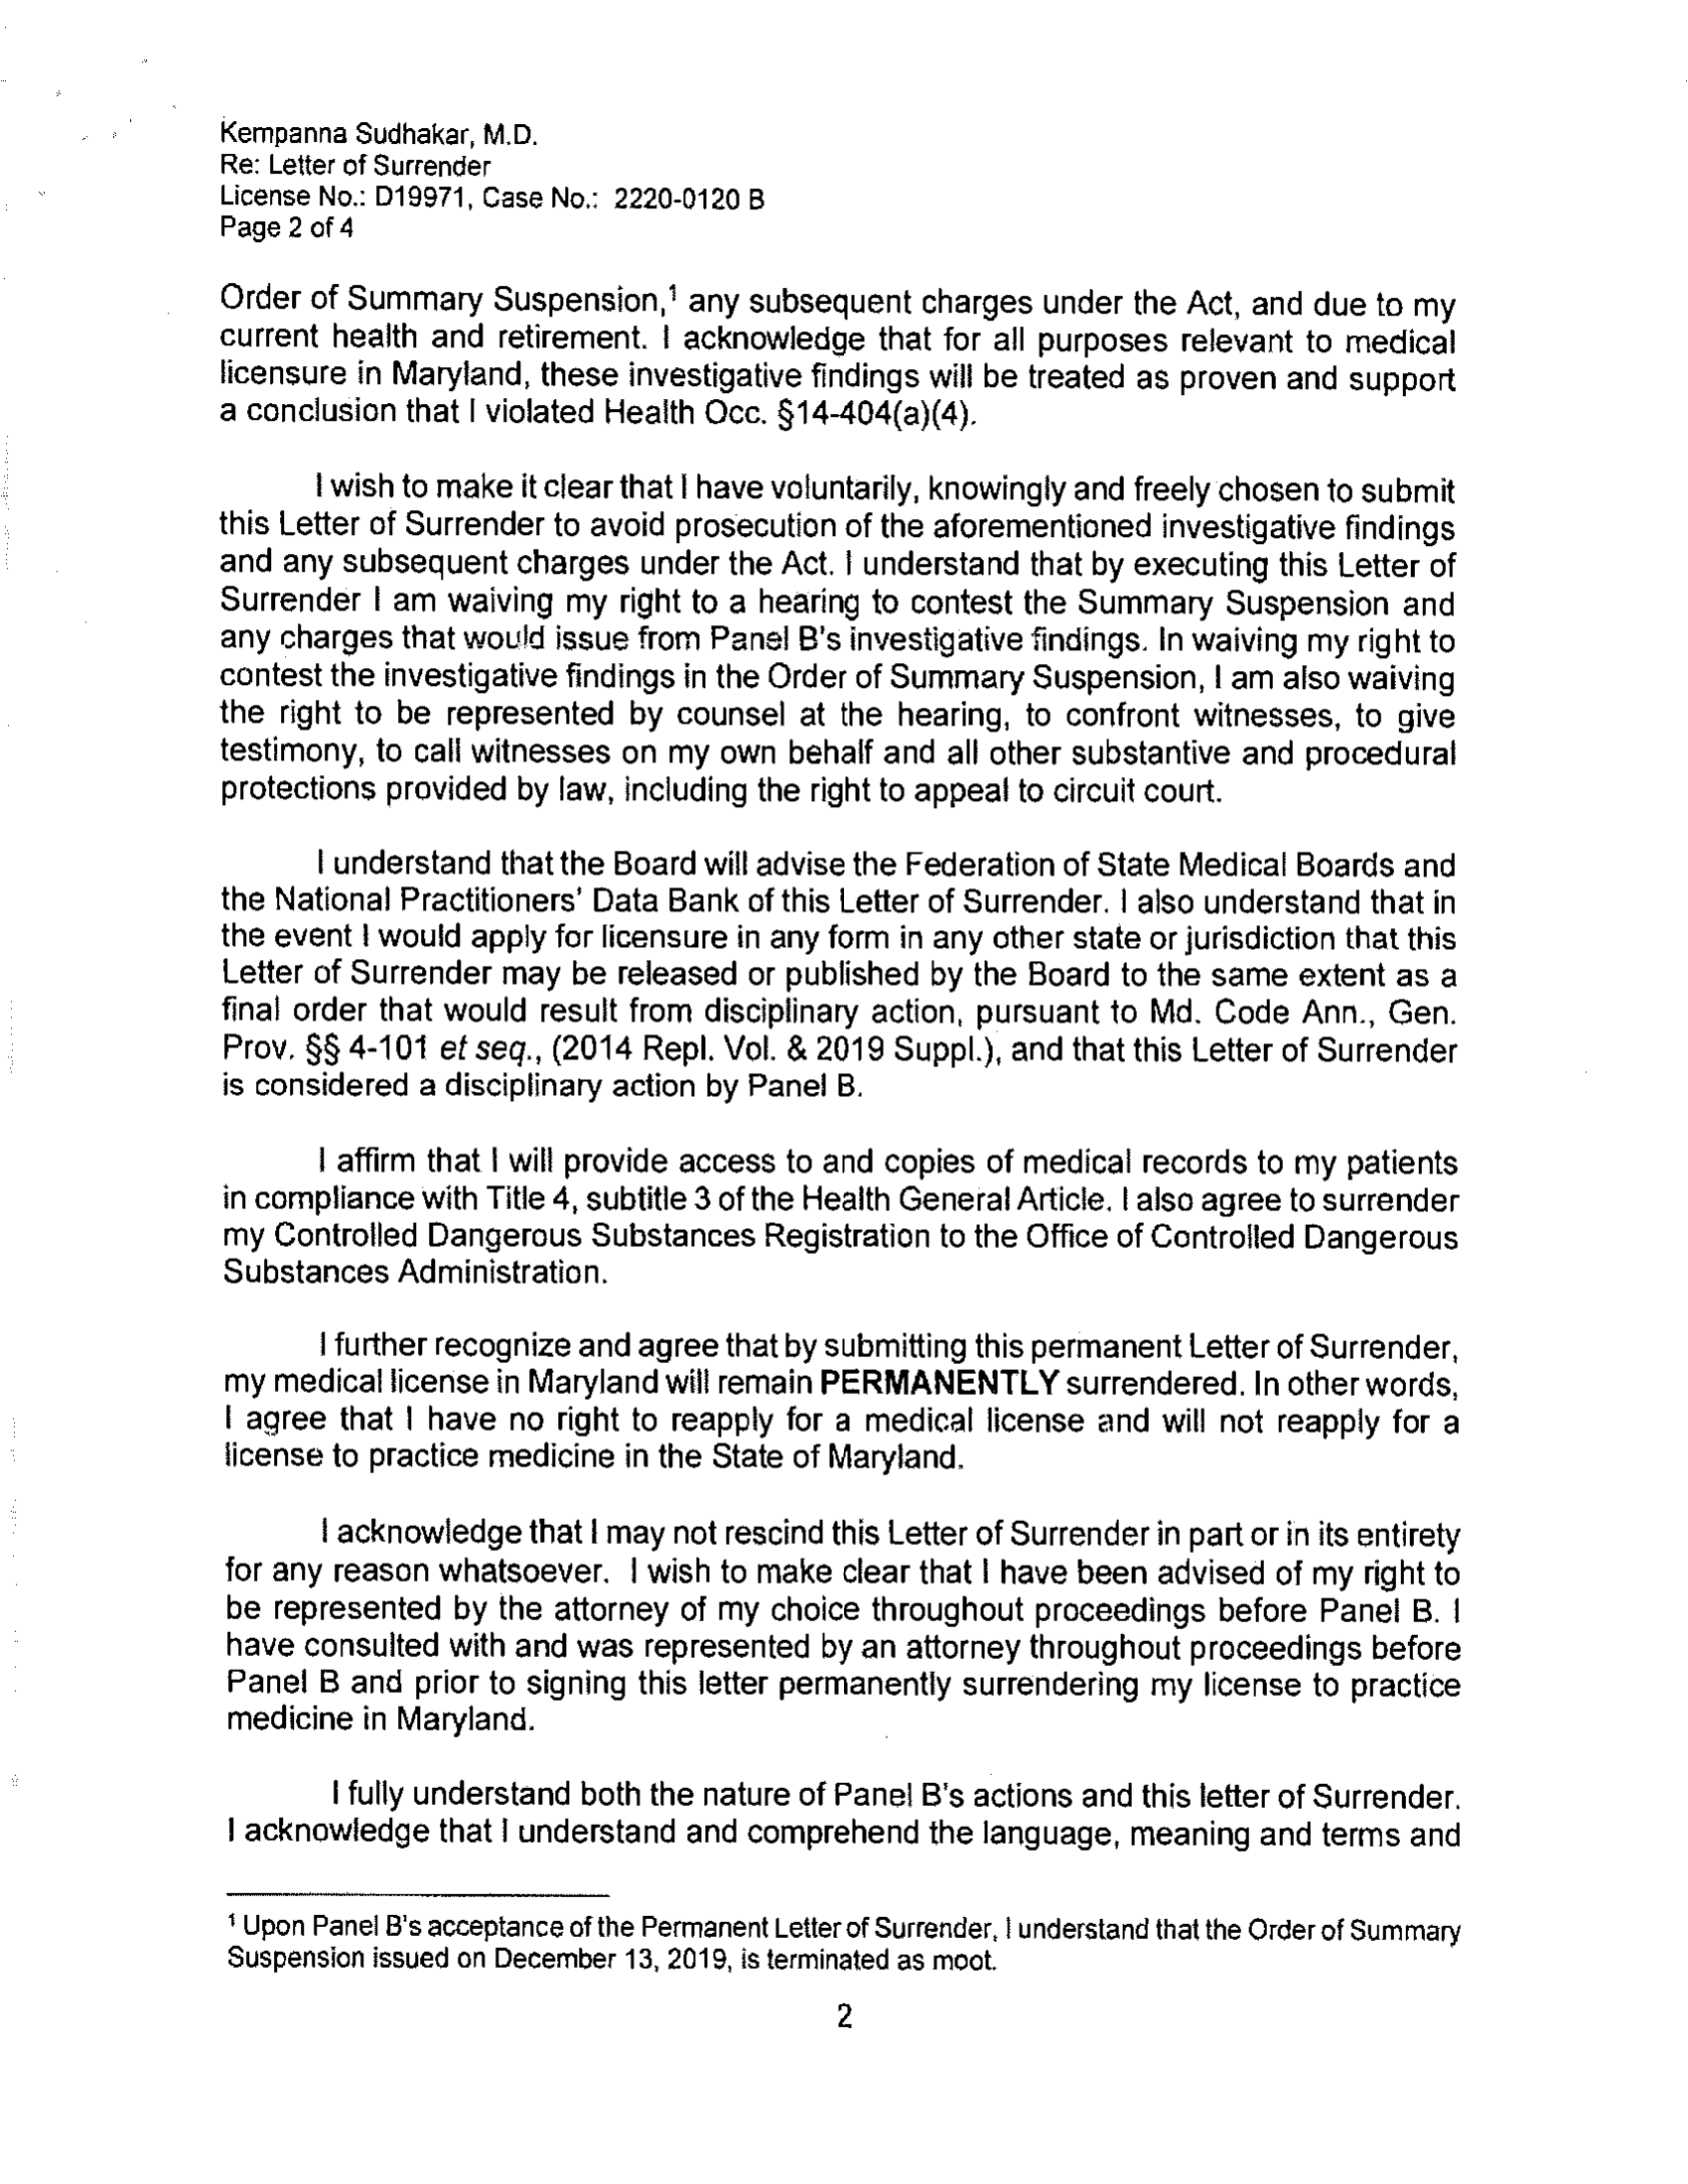 Kempanna Sudhakar, M.D.
Re: Letter of Surrender
License No.: D19971, Case No.: 2220-0120 B
Page 2 of 4
Order of Summary Suspension,¹ any subsequent charges under the Act, and due to my
current health and retirement. I acknowledge that for all purposes relevant to medical
licensure in Maryland, these investigative findings will be treated as proven and support
a conclusion that I violated Health Occ. §14-404(a)(4).
I wish to make it clear that I have voluntarily, knowingly and freely chosen to submit
this Letter of Surrender to avoid prosecution of the aforementioned investigative findings
and any subsequent charges under the Act. I understand that by executing this Letter of
Surrender I am waiving my right to a hearing to contest the Summary Suspension and
any charges that would issue from Panel B's investigative findings. In waiving my right to
contest the investigative findings in the Order of Summary Suspension, I am also waiving
the right to be represented by counsel at the hearing, to confront witnesses, to give
testimony, to call witnesses on my own behalf and all other substantive and procedural
protections provided by law, including the right to appeal to circuit court.
I understand that the Board will advise the Federation of State Medical Boards and
the National Practitioners' Data Bank of this Letter of Surrender. I also understand that in
the event I would apply for licensure in any form in any other state or jurisdiction that this
Letter of Surrender may be released or published by the Board to the same extent as a
final order that would result from disciplinary action, pursuant to Md. Code Ann., Gen.
Prov. §§ 4-101 et seq., (2014 Repl. Vol. & 2019 Suppl.), and that this Letter of Surrender
is considered a disciplinary action by Panel B.
I affirm that I will provide access to and copies of medical records to my patients
in compliance with Title 4, subtitle 3 of the Health General Article. I also agree to surrender
my Controlled Dangerous Substances Registration to the Office of Controlled Dangerous
Substances Administration.
I further recognize and agree that by submitting this permanent Letter of Surrender,
my medical license in Maryland will remain PERMANENTLY surrendered. In other words,
I agree that I have no right to reapply for a medical license and will not reapply for a
license to practice medicine in the State of Maryland.
I acknowledge that I may not rescind this Letter of Surrender in part or in its entirety
for any reason whatsoever. I wish to make clear that I have been advised of my right to
be represented by the attorney of my choice throughout proceedings before Panel B. I
have consulted with and was represented by an attorney throughout proceedings before
Panel B and prior to signing this letter permanently surrendering my license to practice
medicine in Maryland.
I fully understand both the nature of Panel B's actions and this letter of Surrender.
I acknowledge that I understand and comprehend the language, meaning and terms and
¹ Upon Panel B's acceptance of the Permanent Letter of Surrender, I understand that the Order of Summary
Suspension issued on December 13, 2019, is terminated as moot.
2